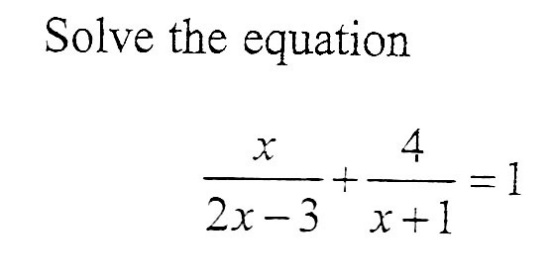 Solve the equation
x/(2x − 3) + 4/(x + 1) = 1